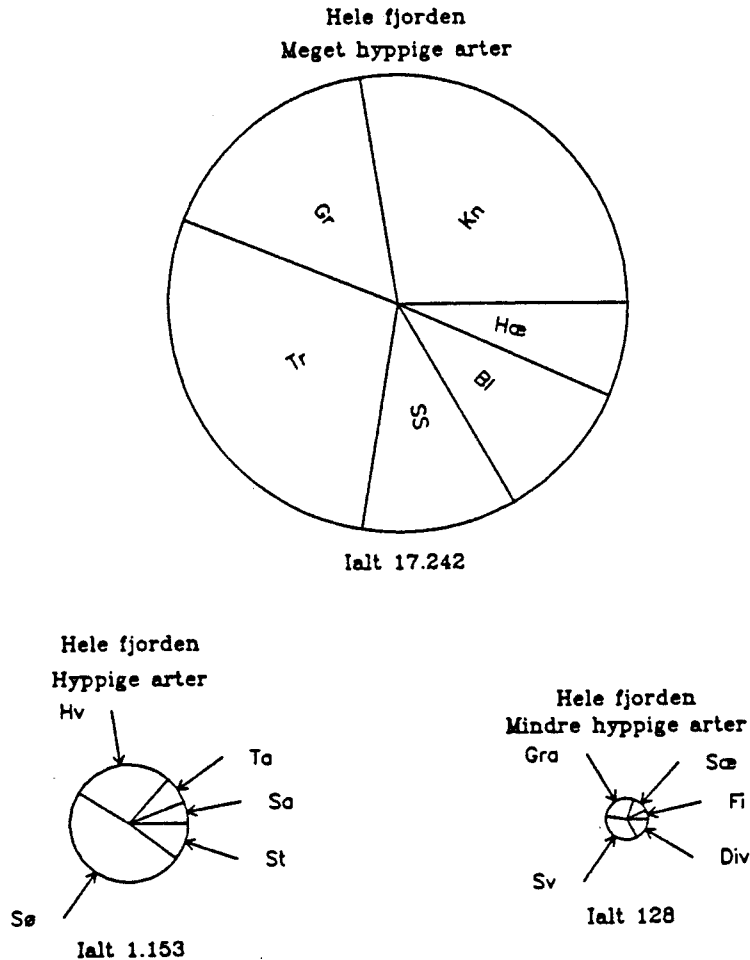 Hele fjorden
Meget hyppige arter
Gr
Kn
Hæ
Tr
Bl
SS
Ialt 17.242
Hele fjorden
Hyppige arter
Hv
Ta
Sa
St
Sø
Ialt 1.153
Hele fjorden
Mindre hyppige arter
Gra
Sæ
Fi
Div
Sv
Ialt 128